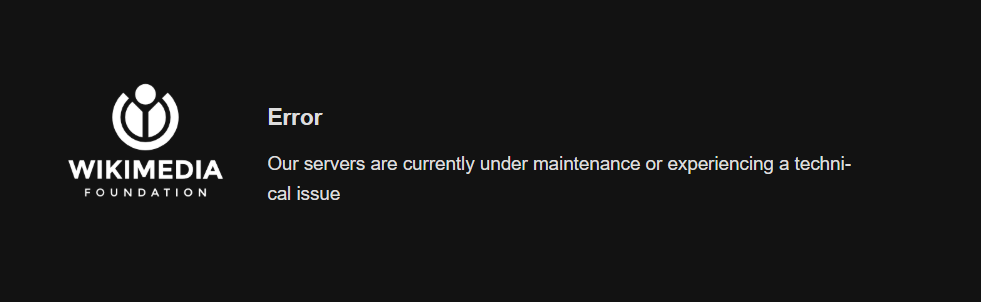 WIKIMEDIA
FOUNDATION
Error
Our servers are currently under maintenance or experiencing a techni-
cal issue